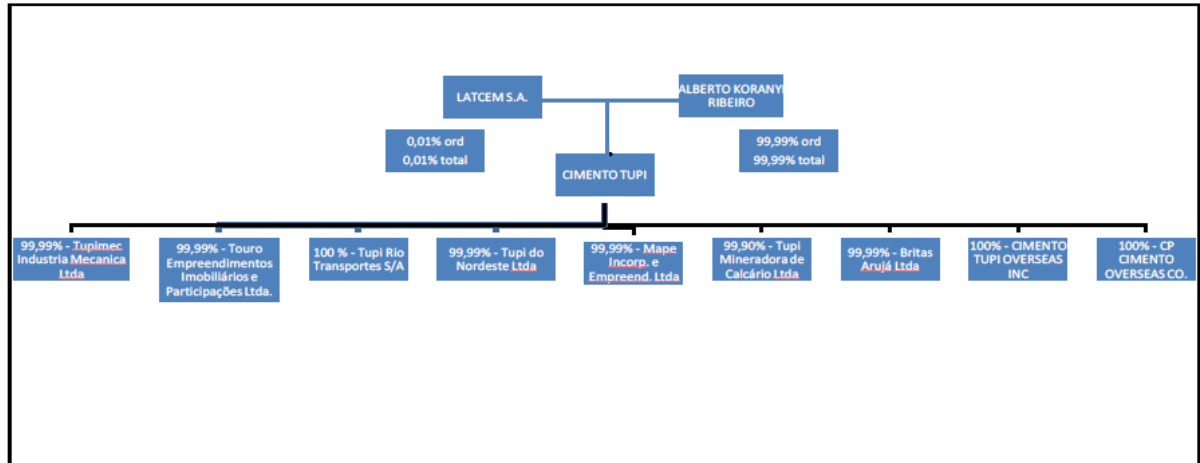 LATCEM S.A.
ALBERTO KORANYI
RIBEIRO
0,01% ord
0,01% total
99,99% ord
99,99% total
CIMENTO TUPI
99,99% - Tupimec
Industria Mecanica
Ltda
99,99% - Touro
Empreendimentos
Imobiliários e
Participações Ltda.
100 % - Tupi Rio
Transportes S/A
99,99% - Tupi do
Nordeste Ltda
99,99% - Mape
Incorp. e
Empreend. Ltda
99,90% - Tupi
Mineradora de
Calcário Ltda
99,99% - Britas
Arujá Ltda
100% - CIMENTO
TUPI OVERSEAS
INC
100% - CP
CIMENTO
OVERSEAS CO.